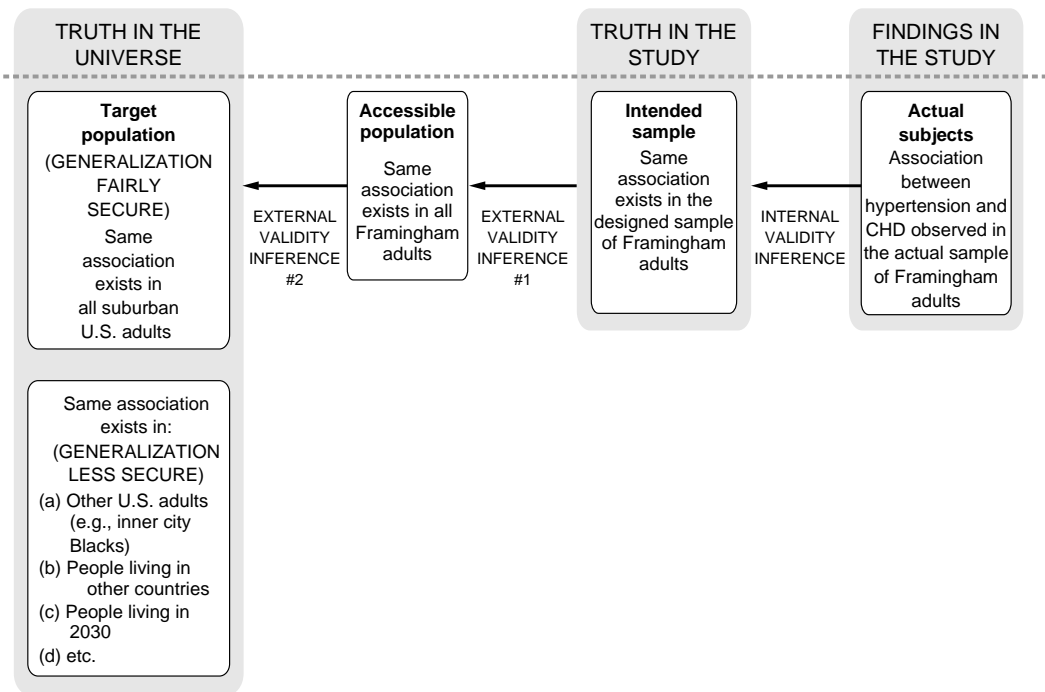 TRUTH IN THE
UNIVERSE
TRUTH IN THE
STUDY
FINDINGS IN
THE STUDY
Target
population
(GENERALIZATION
FAIRLY
SECURE)
Same
association
exists in
all suburban
U.S. adults
EXTERNAL
VALIDITY
INFERENCE
#2
Accessible
population
Same
association
exists in all
Framingham
adults
EXTERNAL
VALIDITY
INFERENCE
#1
Intended
sample
Same
association
exists in the
designed sample
of Framingham
adults
INTERNAL
VALIDITY
INFERENCE
Actual
subjects
Association
between
hypertension and
CHD observed in
the actual sample
of Framingham
adults
Same association
exists in:
(GENERALIZATION
LESS SECURE)
(a) Other U.S. adults
(e.g., inner city
Blacks)
(b) People living in
other countries
(c) People living in
2030
(d) etc.